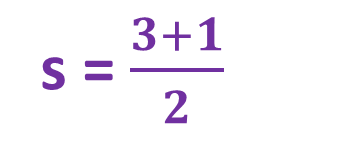 s = 3+1/2